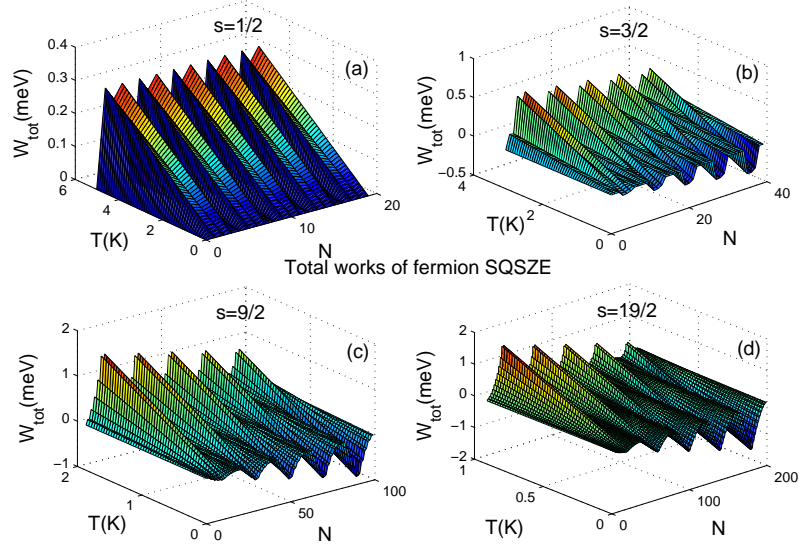 s=1/2
(a)
W_tot(meV)
0.4
0.3
0.2
0.1
0
6
4
2
0
T(K)
0
10
20
N
s=3/2
(b)
W_tot(meV)
1
0.5
0
−0.5
4
2
0
T(K)
0
20
40
N
Total works of fermion SQSZE
s=9/2
(c)
W_tot(meV)
2
1
0
−1
2
1
0
T(K)
0
50
100
N
s=19/2
(d)
W_tot(meV)
2
1
0
−1
−2
1
0.5
0
T(K)
0
100
200
N